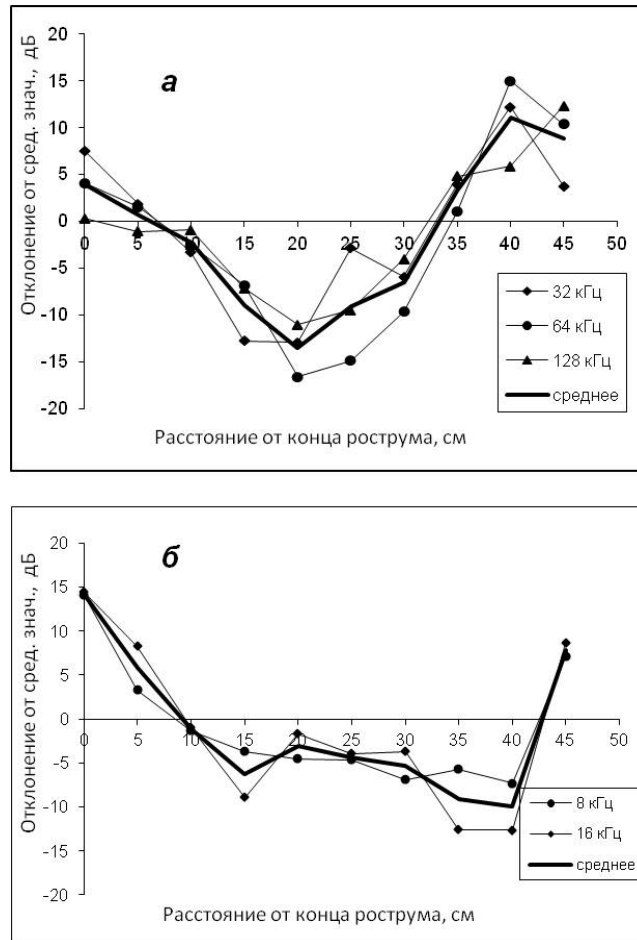 Отклонение от сред. знач., дБ
а
20
15
10
5
0
-5
-10
-15
-20
0 5 10 15 20 25 30 35 40 45 50
32 кГц
64 кГц
128 кГц
среднее
Расстояние от конца рострума, см
Отклонение от сред. знач., дБ
б
20
15
10
5
0
-5
-10
-15
-20
0 5 10 15 20 25 30 35 40 45 50
8 кГц
16 кГц
среднее
Расстояние от конца рострума, см